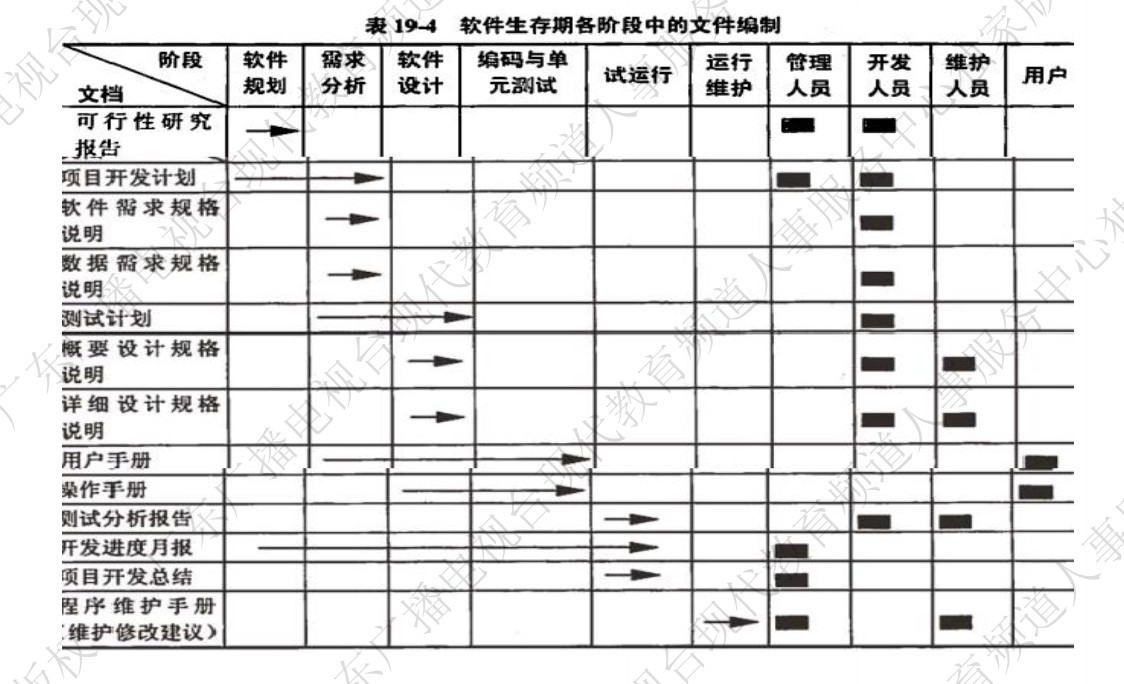 表 19-4 软件生存期各阶段中的文件编制
阶段
文档
软件
规划
需求
分析
软件
设计
编码与单
元测试
试运行
运行
维护
管理
人员
开发
人员
维护
人员
用户
可行性研究
报告
项目开发计划
软件需求规格
说明
数据需求规格
说明
测试计划
概要设计规格
说明
详细设计规格
说明
用户手册
操作手册
测试分析报告
开发进度月报
项目开发总结
程序维护手册
(维护修改建议)